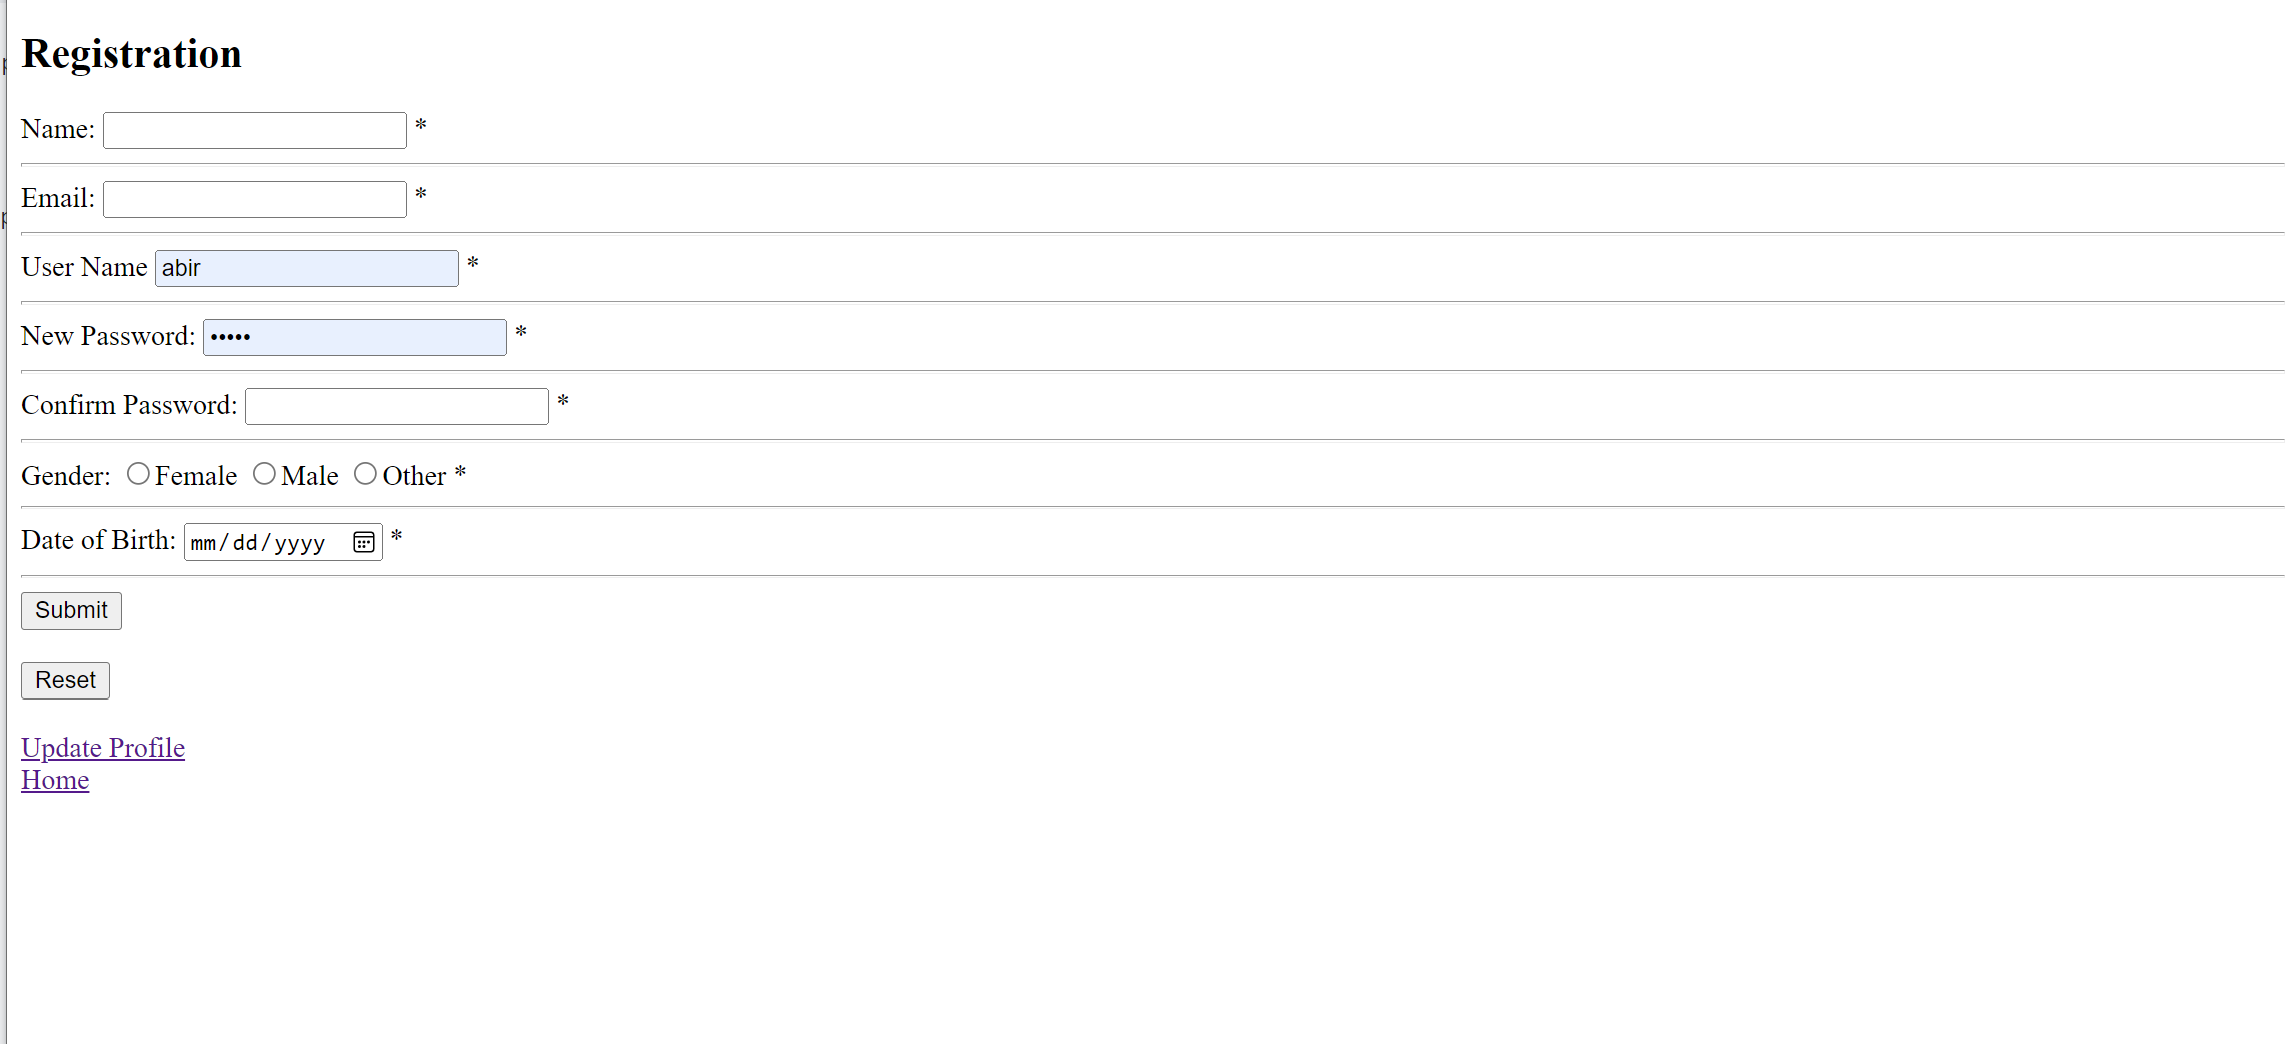 Registration
Name: *
Email: *
User Name abir *
New Password: ••••• *
Confirm Password: *
Gender: Female Male Other *
Date of Birth: mm/dd/yyyy *
Submit
Reset
Update Profile
Home